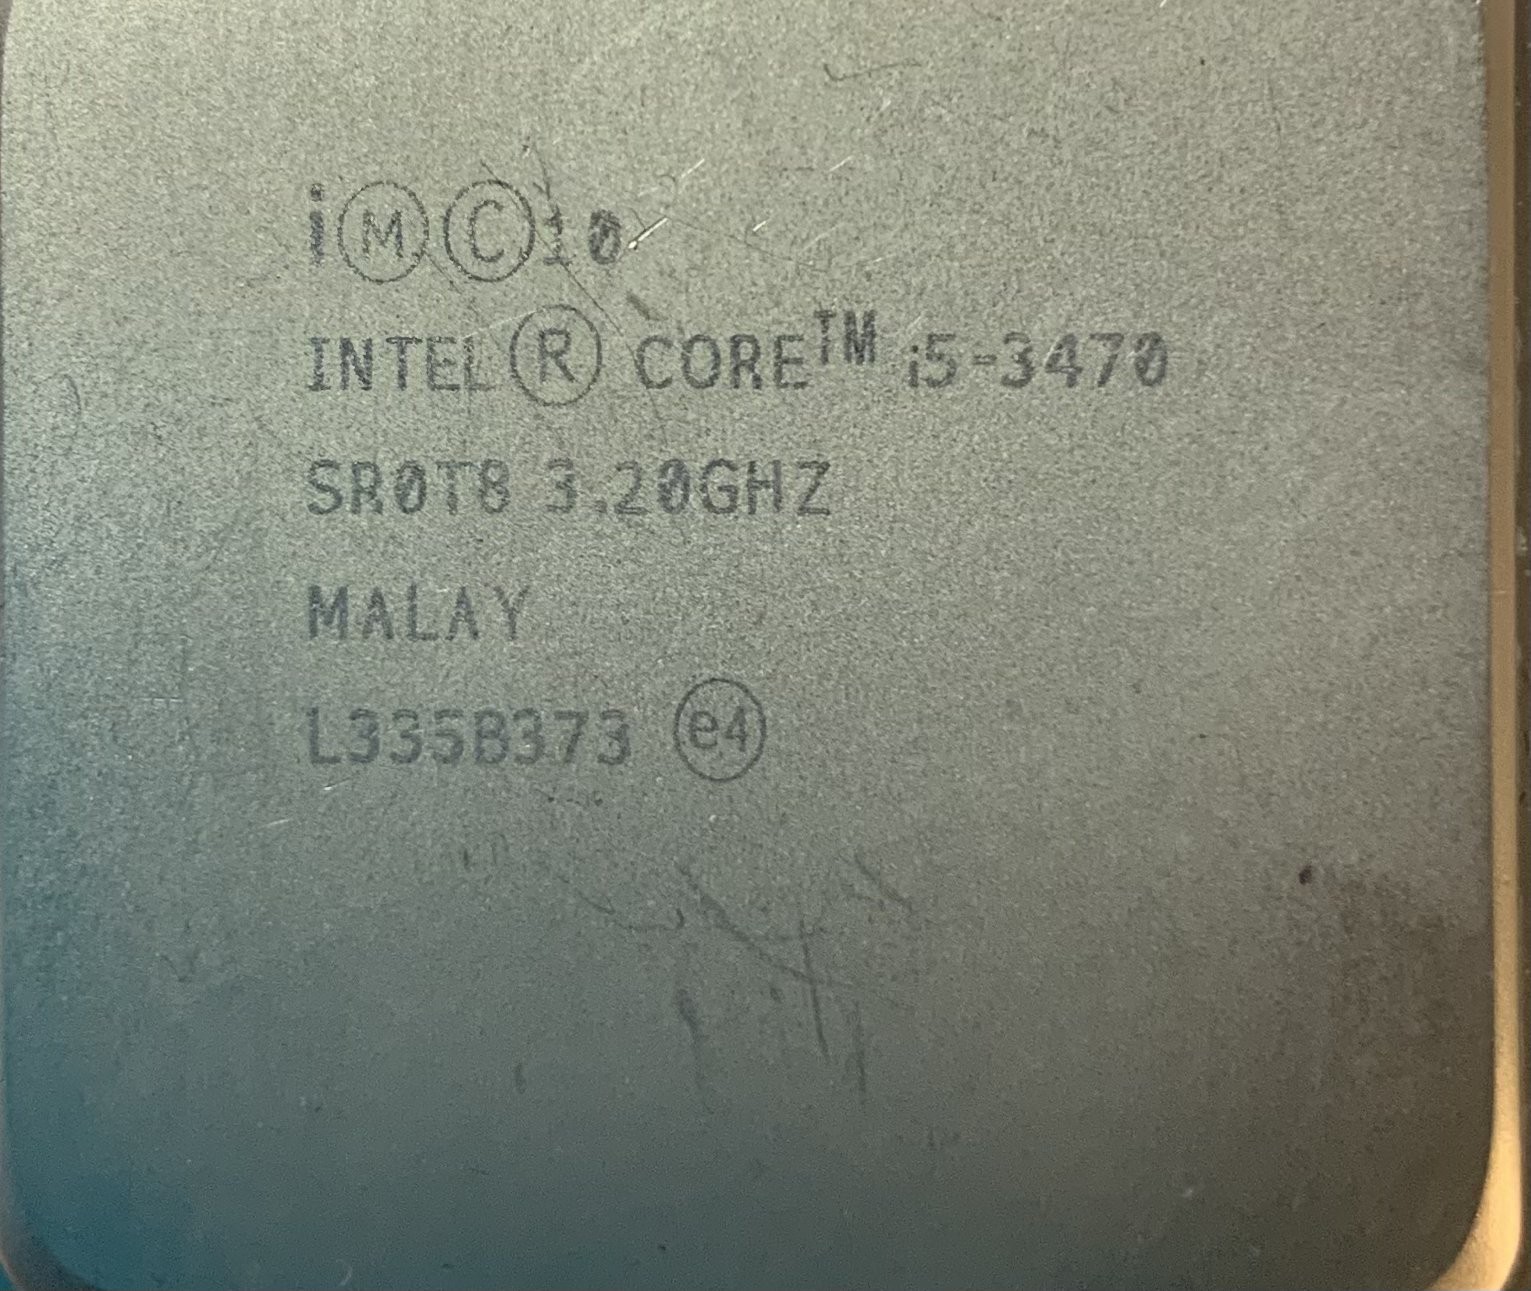 i Ⓜ Ⓒ 10
INTEL® CORE™ i5-3470
SR0T8 3.20GHZ
MALAY
L335B373 (e4)